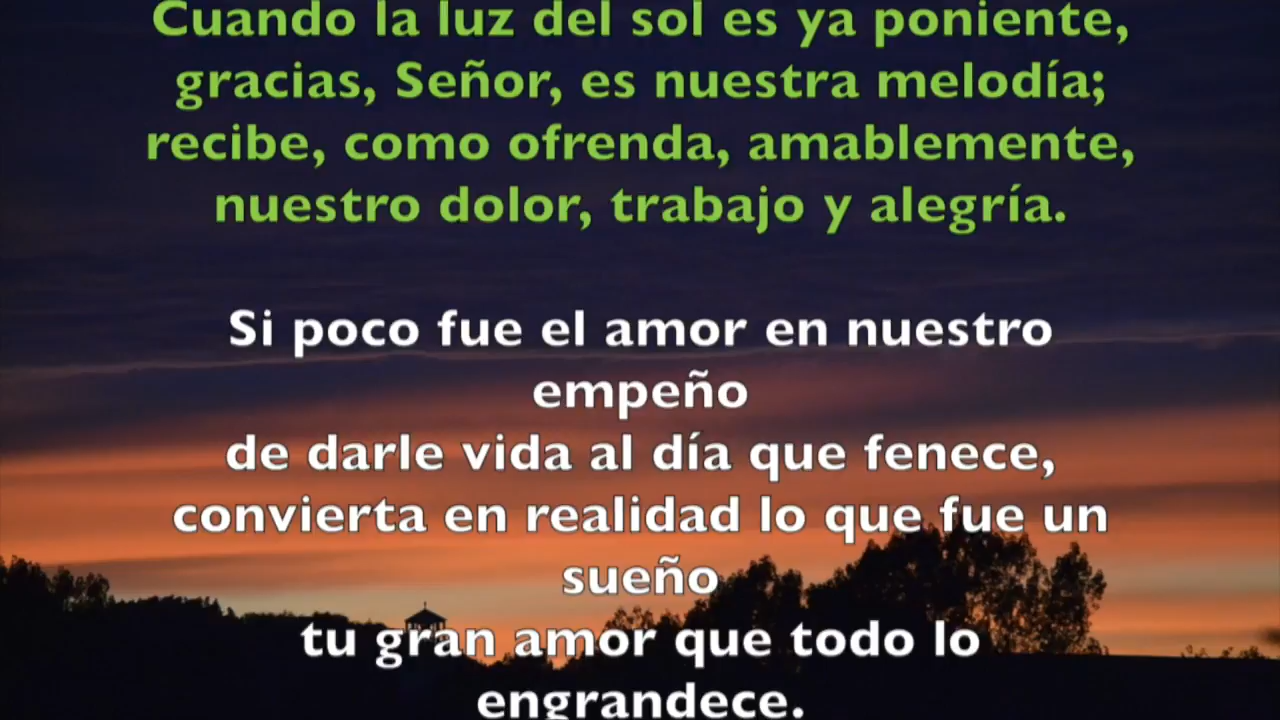 Cuando la luz del sol es ya poniente,
gracias, Señor, es nuestra melodía;
recibe, como ofrenda, amablemente,
nuestro dolor, trabajo y alegría.
Si poco fue el amor en nuestro
empeño
de darle vida al día que fenece,
convierta en realidad lo que fue un
sueño
tu gran amor que todo lo
engrandece.